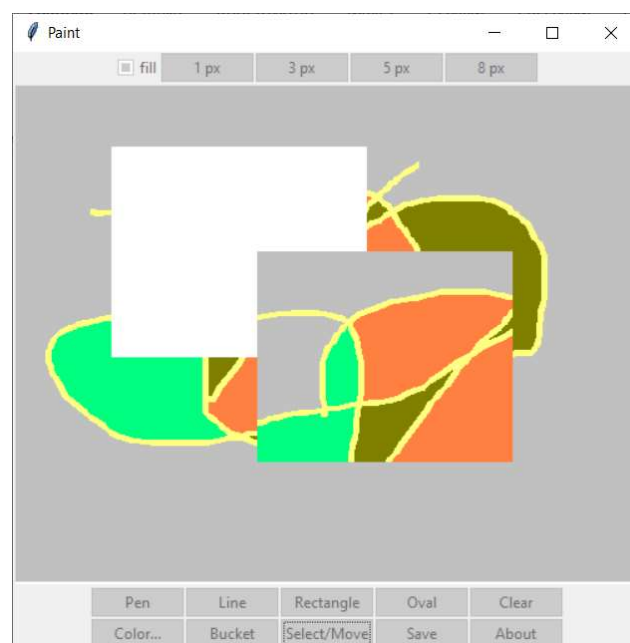 Paint
fill 1 px 3 px 5 px 8 px
Pen Line Rectangle Oval Clear
Color... Bucket Select/Move Save About